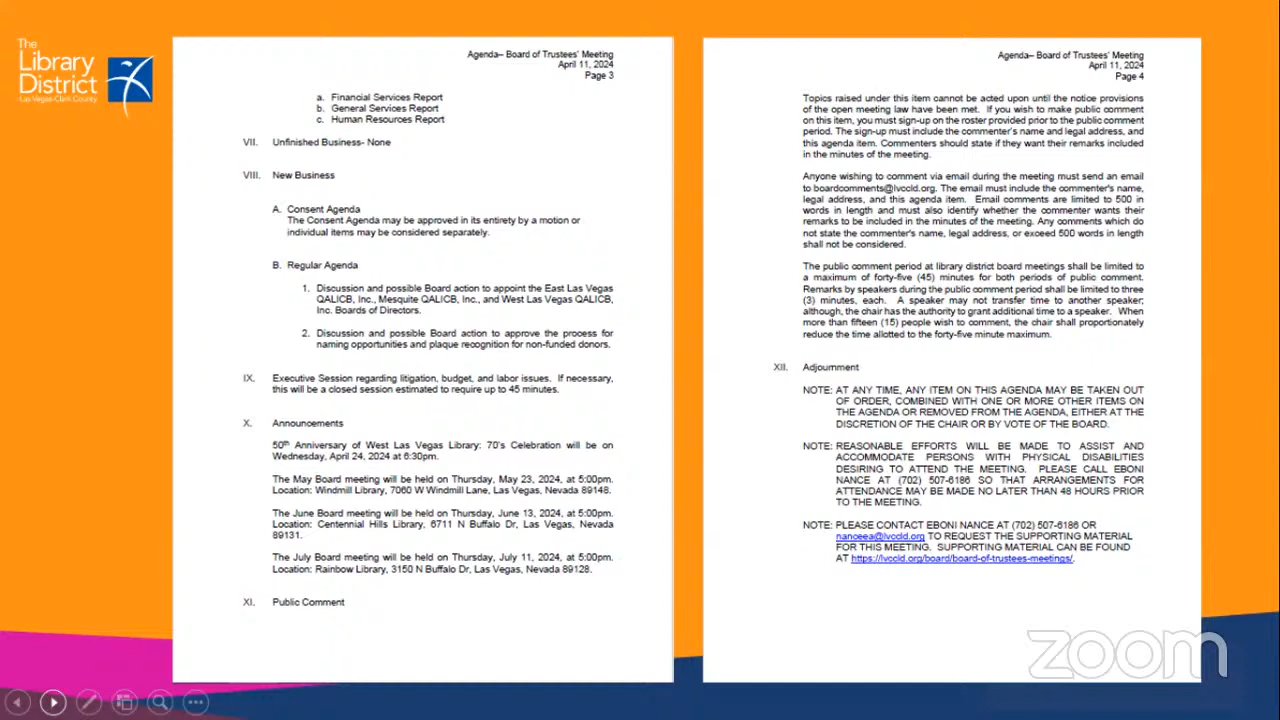 The
Library
District
Las Vegas-Clark County
Agenda– Board of Trustees' Meeting
April 11, 2024
Page 3
a. Financial Services Report
b. General Services Report
c. Human Resources Report
VII. Unfinished Business- None
VIII. New Business
A. Consent Agenda
The Consent Agenda may be approved in its entirety by a motion or
individual items may be considered separately.
B. Regular Agenda
1. Discussion and possible Board action to appoint the East Las Vegas
QALICB, Inc., Mesquite QALICB, Inc., and West Las Vegas QALICB,
Inc. Boards of Directors.
2. Discussion and possible Board action to approve the process for
naming opportunities and plaque recognition for non-funded donors.
IX. Executive Session regarding litigation, budget, and labor issues. If necessary,
this will be a closed session estimated to require up to 45 minutes.
X. Announcements
50th Anniversary of West Las Vegas Library: 70's Celebration will be on
Wednesday, April 24, 2024 at 6:30pm.
The May Board meeting will be held on Thursday, May 23, 2024, at 5:00pm.
Location: Windmill Library, 7060 W Windmill Lane, Las Vegas, Nevada 89148.
The June Board meeting will be held on Thursday, June 13, 2024, at 5:00pm.
Location: Centennial Hills Library, 6711 N Buffalo Dr, Las Vegas, Nevada
89131.
The July Board meeting will be held on Thursday, July 11, 2024, at 5:00pm.
Location: Rainbow Library, 3150 N Buffalo Dr, Las Vegas, Nevada 89128.
XI. Public Comment
Agenda– Board of Trustees' Meeting
April 11, 2024
Page 4
Topics raised under this item cannot be acted upon until the notice provisions
of the open meeting law have been met. If you wish to make public comment
on this item, you must sign-up on the roster provided prior to the public comment
period. The sign-up must include the commenter's name and legal address, and
this agenda item. Commenters should state if they want their remarks included
in the minutes of the meeting.
Anyone wishing to comment via email during the meeting must send an email
to boardcomments@lvccld.org. The email must include the commenter's name,
legal address, and this agenda item. Email comments are limited to 500 in
words in length and must also identify whether the commenter wants their
remarks to be included in the minutes of the meeting. Any comments which do
not state the commenter's name, legal address, or exceed 500 words in length
shall not be considered.
The public comment period at library district board meetings shall be limited to
a maximum of forty-five (45) minutes for both periods of public comment.
Remarks by speakers during the public comment period shall be limited to three
(3) minutes, each. A speaker may not transfer time to another speaker;
although, the chair has the authority to grant additional time to a speaker. When
more than fifteen (15) people wish to comment, the chair shall proportionately
reduce the time allotted to the forty-five minute maximum.
XII. Adjournment
NOTE: AT ANY TIME, ANY ITEM ON THIS AGENDA MAY BE TAKEN OUT
OF ORDER, COMBINED WITH ONE OR MORE OTHER ITEMS ON
THE AGENDA OR REMOVED FROM THE AGENDA, EITHER AT THE
DISCRETION OF THE CHAIR OR BY VOTE OF THE BOARD.
NOTE: REASONABLE EFFORTS WILL BE MADE TO ASSIST AND
ACCOMMODATE PERSONS WITH PHYSICAL DISABILITIES
DESIRING TO ATTEND THE MEETING. PLEASE CALL EBONI
NANCE AT (702) 507-6186 SO THAT ARRANGEMENTS FOR
ATTENDANCE MAY BE MADE NO LATER THAN 48 HOURS PRIOR
TO THE MEETING.
NOTE: PLEASE CONTACT EBONI NANCE AT (702) 507-6186 OR
nanceea@lvccld.org TO REQUEST THE SUPPORTING MATERIAL
FOR THIS MEETING. SUPPORTING MATERIAL CAN BE FOUND
AT https://lvccld.org/board/board-of-trustees-meetings/.
zoom